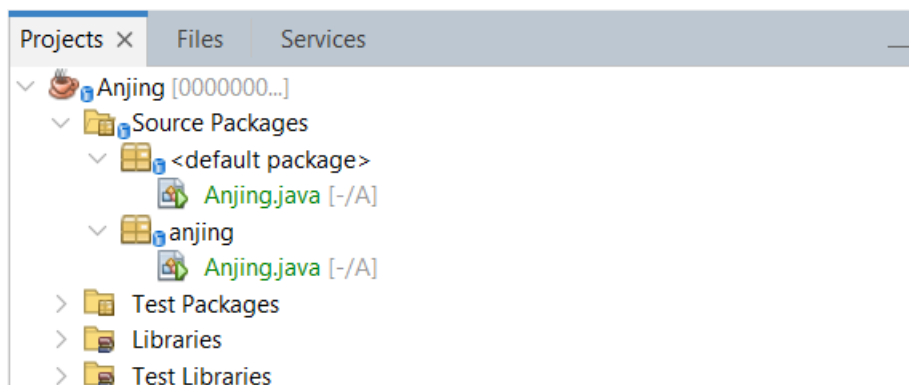 Projects × Files Services
Anjing [0000000...]
Source Packages
<default package>
Anjing.java [-/A]
anjing
Anjing.java [-/A]
Test Packages
Libraries
Test Libraries